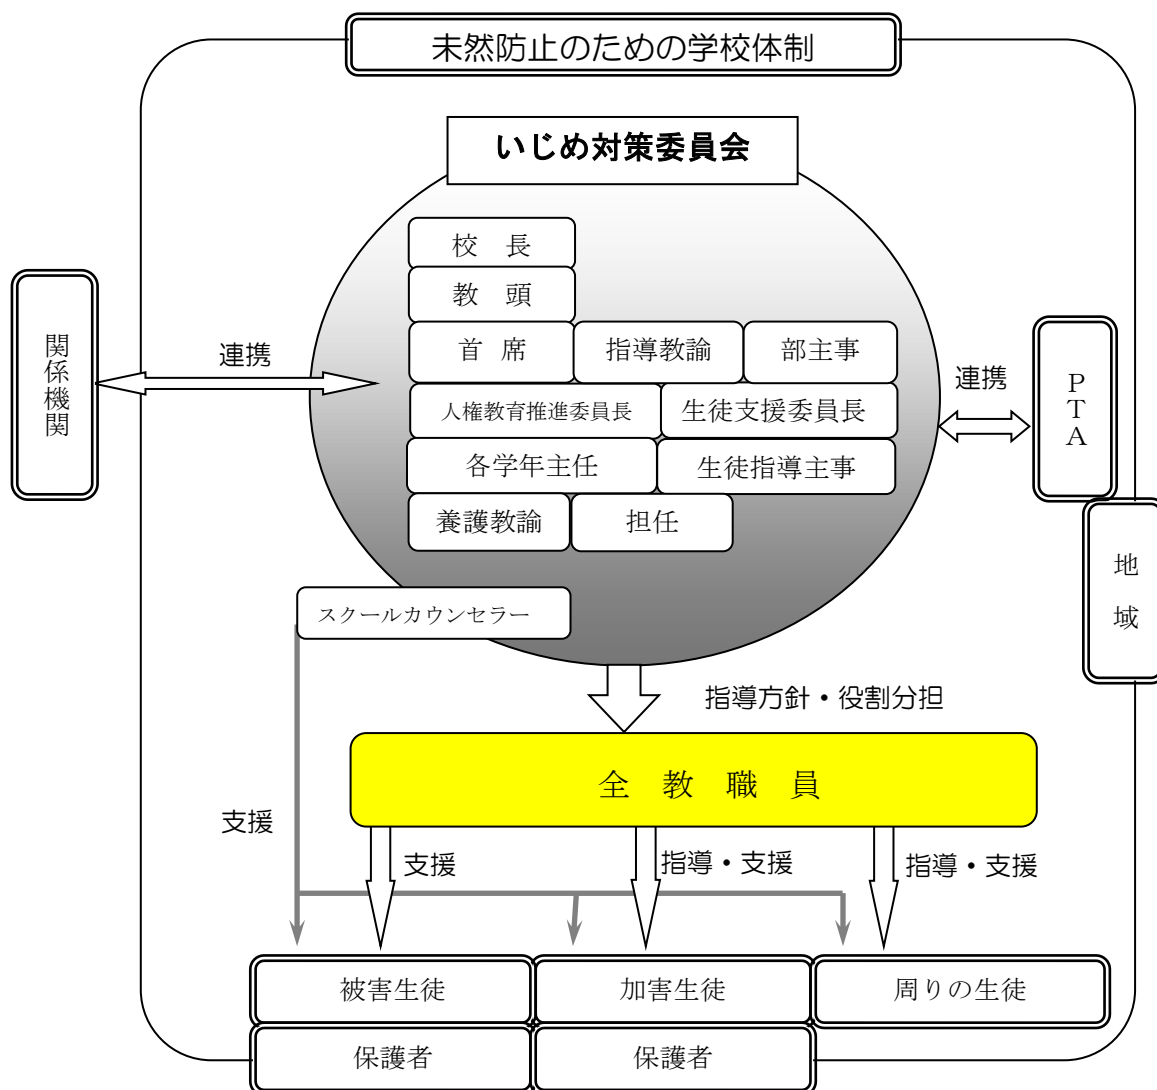 未然防止のための学校体制
いじめ対策委員会
校 長
教 頭
首 席
指導教諭
部主事
人権教育推進委員長
生徒支援委員長
各学年主任
生徒指導主事
養護教諭
担任
スクールカウンセラー
関係機関
連携
連携
PTA
地域
指導方針・役割分担
全 教 職 員
支援
支援
指導・支援
指導・支援
被害生徒
加害生徒
周りの生徒
保護者
保護者